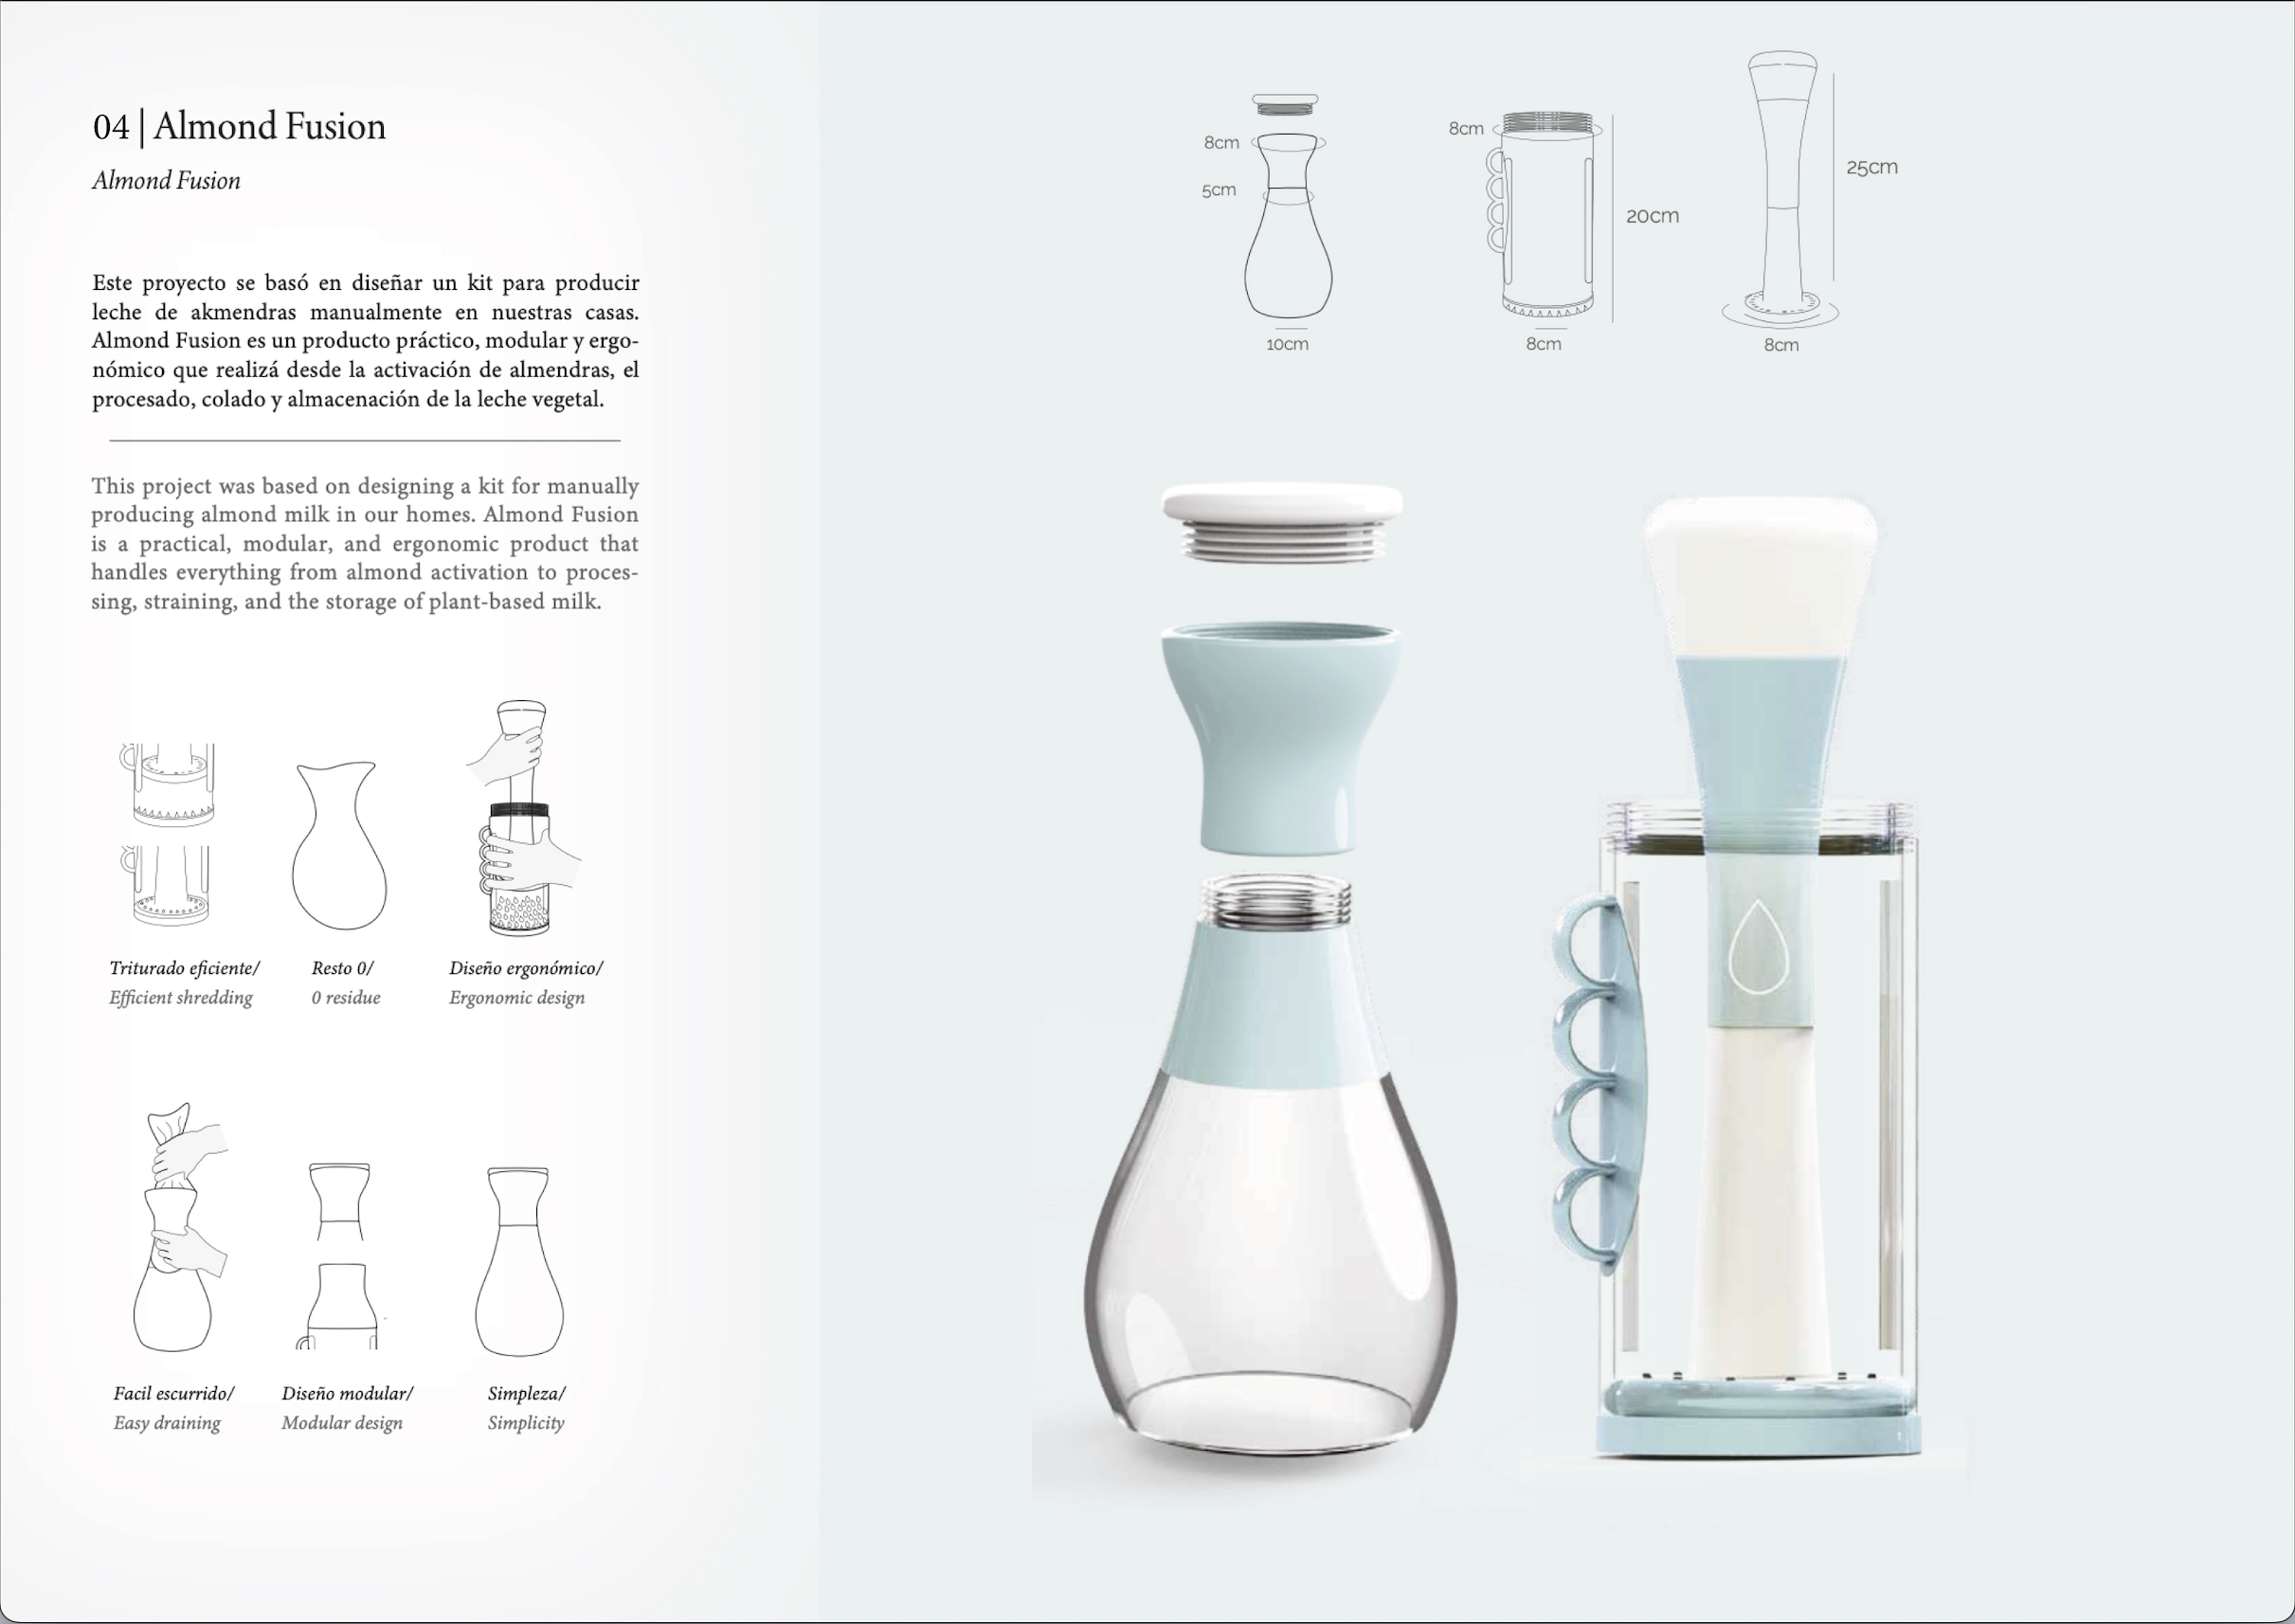 04 | Almond Fusion
Almond Fusion
Este proyecto se basó en diseñar un kit para producir
leche de akmendras manualmente en nuestras casas.
Almond Fusion es un producto práctico, modular y ergo-
nómico que realizá desde la activación de almendras, el
procesado, colado y almacenación de la leche vegetal.
This project was based on designing a kit for manually
producing almond milk in our homes. Almond Fusion
is a practical, modular, and ergonomic product that
handles everything from almond activation to proces-
sing, straining, and the storage of plant-based milk.
Triturado eficiente/
Efficient shredding
Resto 0/
0 residue
Diseño ergonómico/
Ergonomic design
Facil escurrido/
Easy draining
Diseño modular/
Modular design
Simpleza/
Simplicity
8cm
5cm
10cm
8cm
20cm
8cm
25cm
8cm